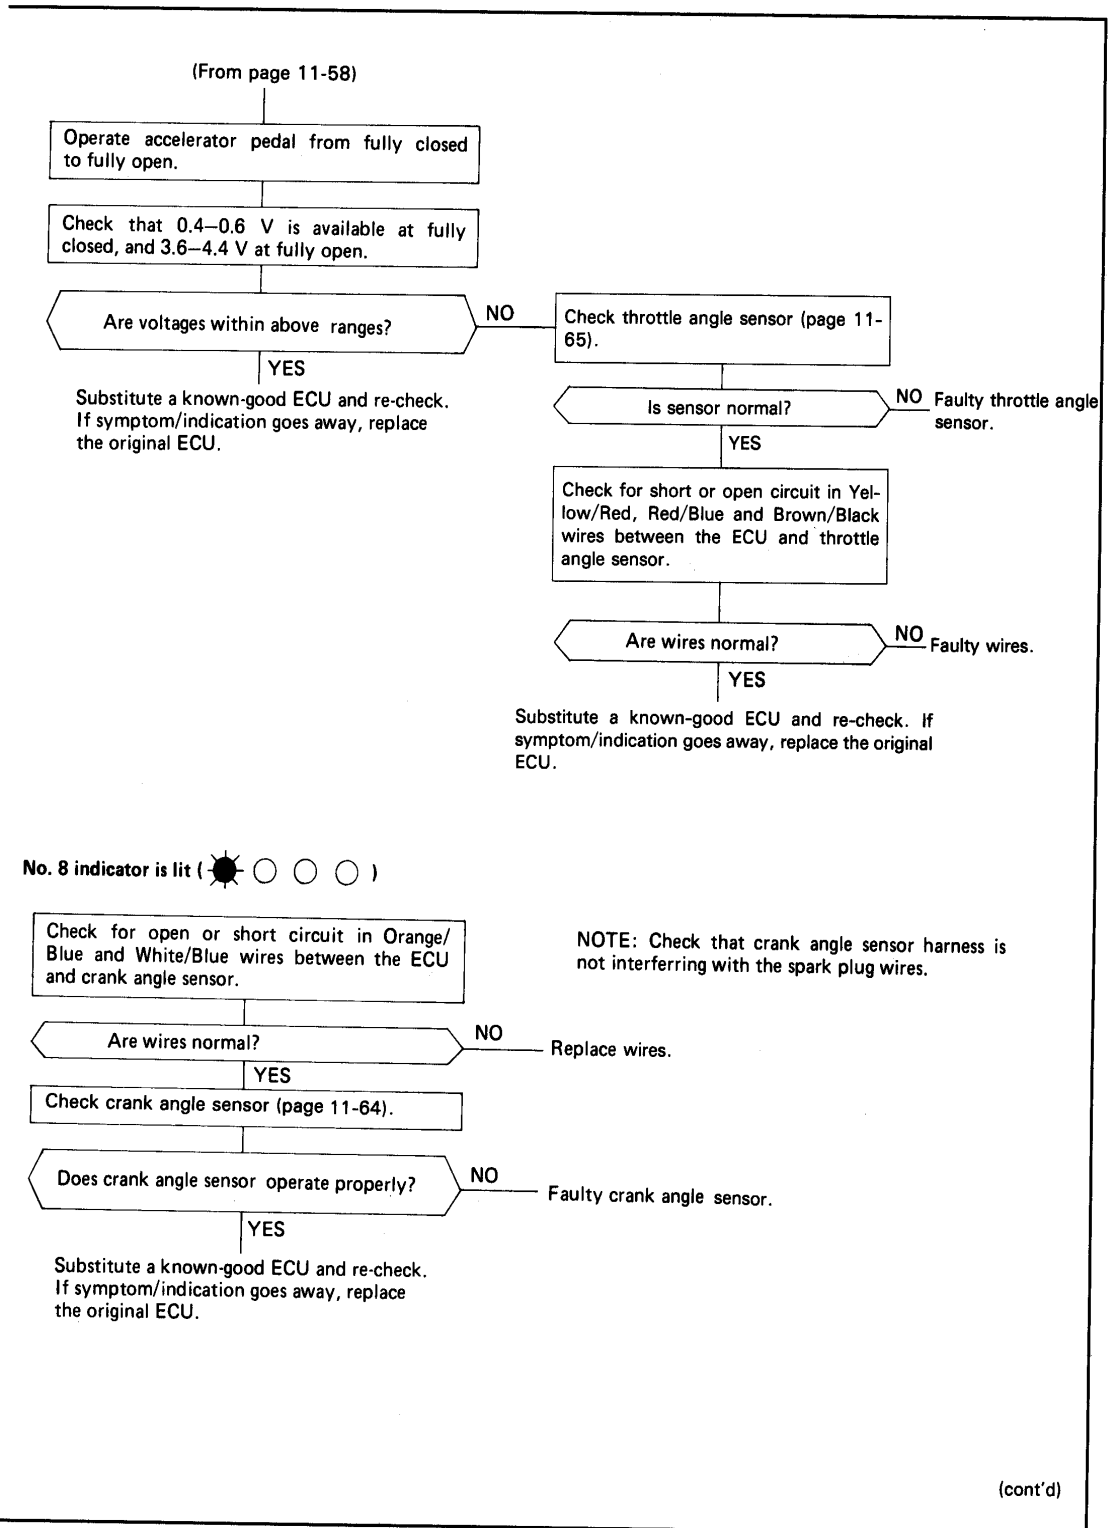 (From page 11-58)
Operate accelerator pedal from fully closed
to fully open.
Check that 0.4–0.6 V is available at fully
closed, and 3.6–4.4 V at fully open.
Are voltages within above ranges?
NO
YES
Substitute a known-good ECU and re-check.
If symptom/indication goes away, replace
the original ECU.
Check throttle angle sensor (page 11-
65).
Is sensor normal?
NO
Faulty throttle angle
sensor.
YES
Check for short or open circuit in Yel-
low/Red, Red/Blue and Brown/Black
wires between the ECU and throttle
angle sensor.
Are wires normal?
NO
Faulty wires.
YES
Substitute a known-good ECU and re-check. If
symptom/indication goes away, replace the original
ECU.
No. 8 indicator is lit ( )
Check for open or short circuit in Orange/
Blue and White/Blue wires between the ECU
and crank angle sensor.
NOTE: Check that crank angle sensor harness is
not interferring with the spark plug wires.
Are wires normal?
NO
Replace wires.
YES
Check crank angle sensor (page 11-64).
Does crank angle sensor operate properly?
NO
Faulty crank angle sensor.
YES
Substitute a known-good ECU and re-check.
If symptom/indication goes away, replace
the original ECU.
(cont'd)